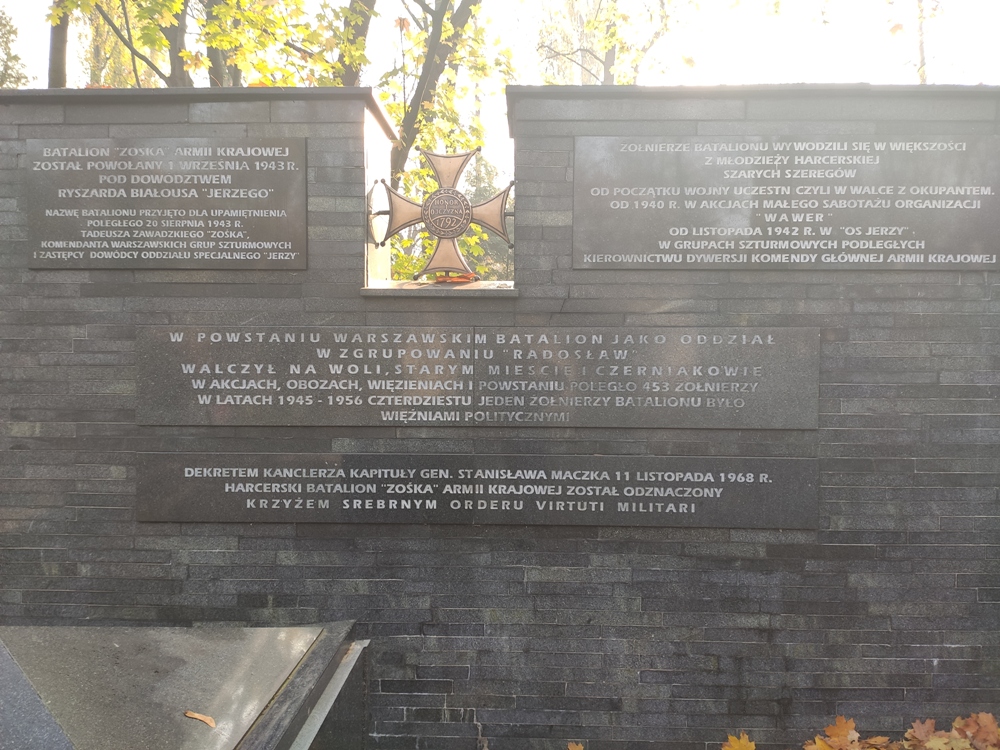 BATALION "ZOŚKA" ARMII KRAJOWEJ
ZOSTAŁ POWOŁANY 1 WRZEŚNIA 1943 R.
POD DOWÓDZTWEM
RYSZARDA BIAŁOUSA "JERZEGO"
NAZWĘ BATALIONU PRZYJĘTO DLA UPAMIĘTNIENIA
POLEGŁEGO 20 SIERPNIA 1943 R.
TADEUSZA ZAWADZKIEGO "ZOŚKA",
KOMENDANTA WARSZAWSKICH GRUP SZTURMOWYCH
I ZASTĘPCY DOWÓDCY ODDZIAŁU SPECJALNEGO "JERZY"
HONOR
I OJCZYZNA
1792
ŻOŁNIERZE BATALIONU WYWODZILI SIĘ W WIĘKSZOŚCI
Z MŁODZIEŻY HARCERSKIEJ
SZARYCH SZEREGÓW
OD POCZĄTKU WOJNY UCZESTN CZYLI W WALCE Z OKUPANTEM.
OD 1940 R. W AKCJACH MAŁEGO SABOTAŻU ORGANIZACJI
"WAWER"
OD LISTOPADA 1942 R. W "OS JERZY",
W GRUPACH SZTURMOWYCH PODLEGŁYCH
KIEROWNICTWU DYWERSJI KOMENDY GŁÓWNEJ ARMII KRAJOWEJ
W POWSTANIU WARSZAWSKIM BATALION JAKO ODDZIAŁ
W ZGRUPOWANIU "RADOSŁAW"
WALCZYŁ NA WOLI, STARYM MIEŚCIE I CZERNIAKOWIE
W AKCJACH, OBOZACH, WIĘZIENIACH I POWSTANIU POLEGŁO 453 ŻOŁNIERZY
W LATACH 1945 - 1956 CZTERDZIESTU JEDEN ŻOŁNIERZY BATALIONU BYŁO
WIĘŹNIAMI POLITYCZNYMI
DEKRETEM KANCLERZA KAPITUŁY GEN. STANISŁAWA MACZKA 11 LISTOPADA 1968 R.
HARCERSKI BATALION "ZOŚKA" ARMII KRAJOWEJ ZOSTAŁ ODZNACZONY
KRZYŻEM SREBRNYM ORDERU VIRTUTI MILITARI